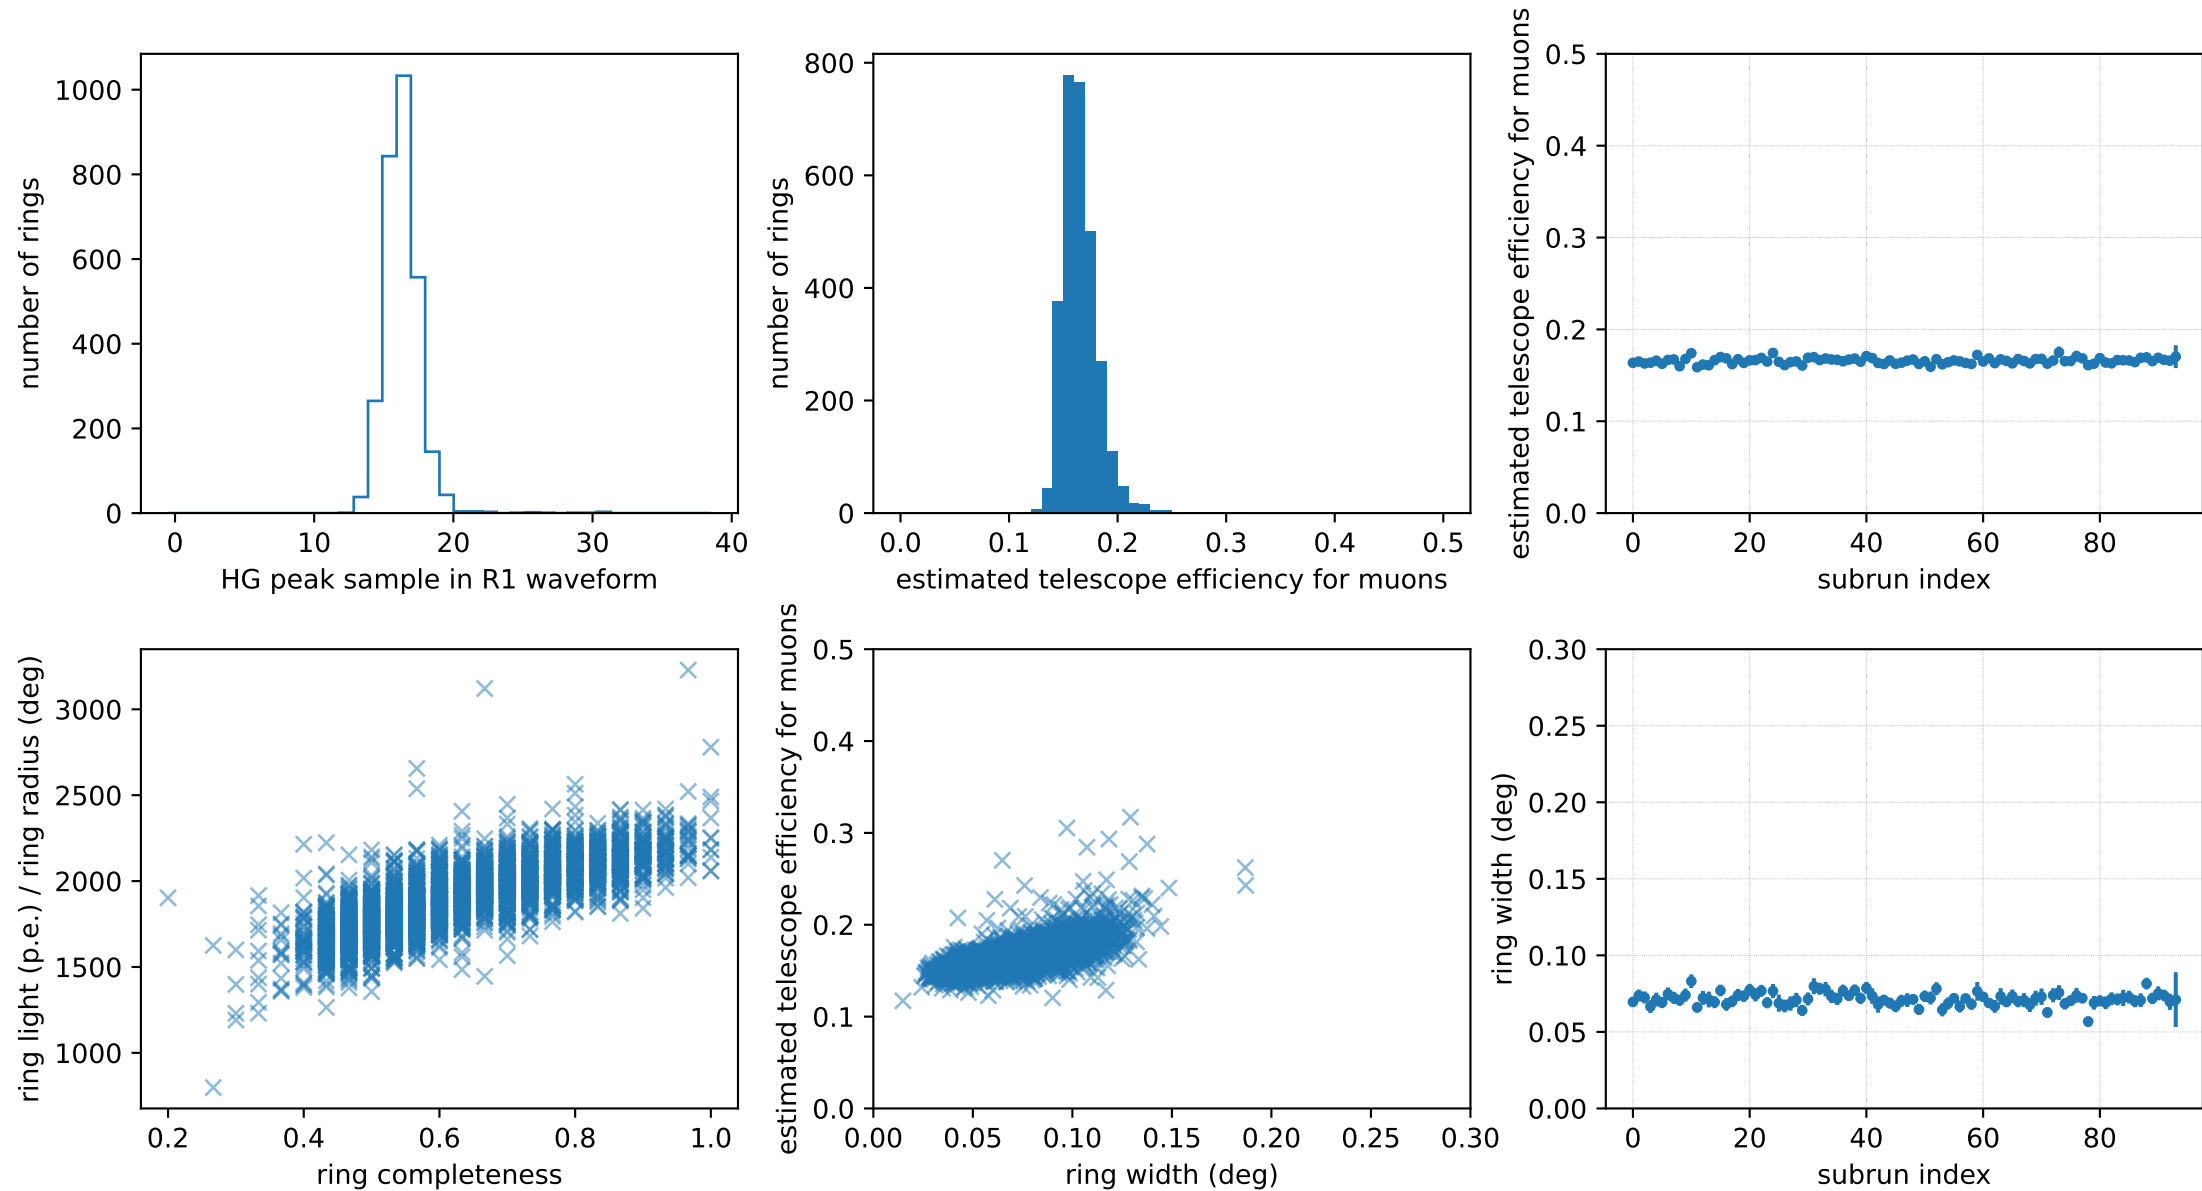 number of rings
1000
800
600
400
200
0
0 10 20 30 40
HG peak sample in R1 waveform
number of rings
800
600
400
200
0
0.0 0.1 0.2 0.3 0.4 0.5
estimated telescope efficiency for muons
estimated telescope efficiency for muons
0.5
0.4
0.3
0.2
0.1
0.0
0 20 40 60 80
subrun index
ring light (p.e.) / ring radius (deg)
3000
2500
2000
1500
1000
0.2 0.4 0.6 0.8 1.0
ring completeness
estimated telescope efficiency for muons
0.5
0.4
0.3
0.2
0.1
0.0
0.00 0.05 0.10 0.15 0.20 0.25 0.30
ring width (deg)
ring width (deg)
0.30
0.25
0.20
0.15
0.10
0.05
0.00
0 20 40 60 80
subrun index